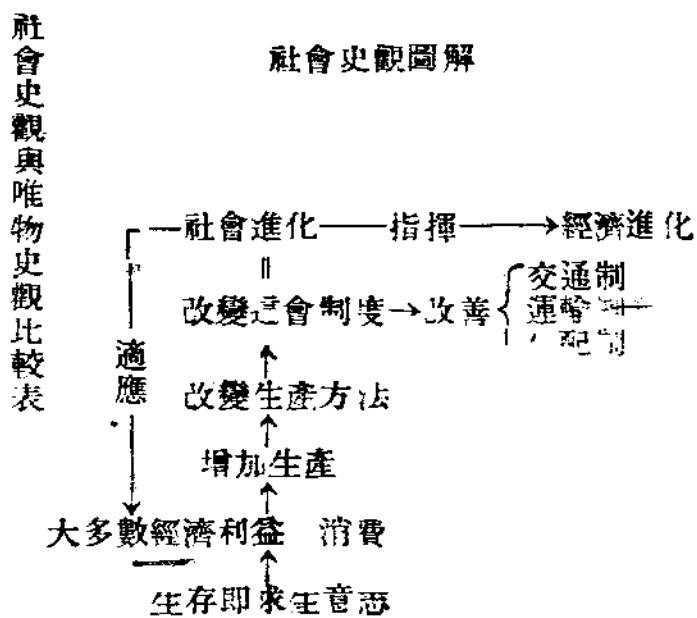 社會史觀與唯物史觀比較表
社會史觀圖解
社會進化 指揮 經濟進化
改變社會制度 改善 交通制
運輸制
配制
適應
改變生產方法
增加生產
大多數經濟利益 消費
生存即求生意志